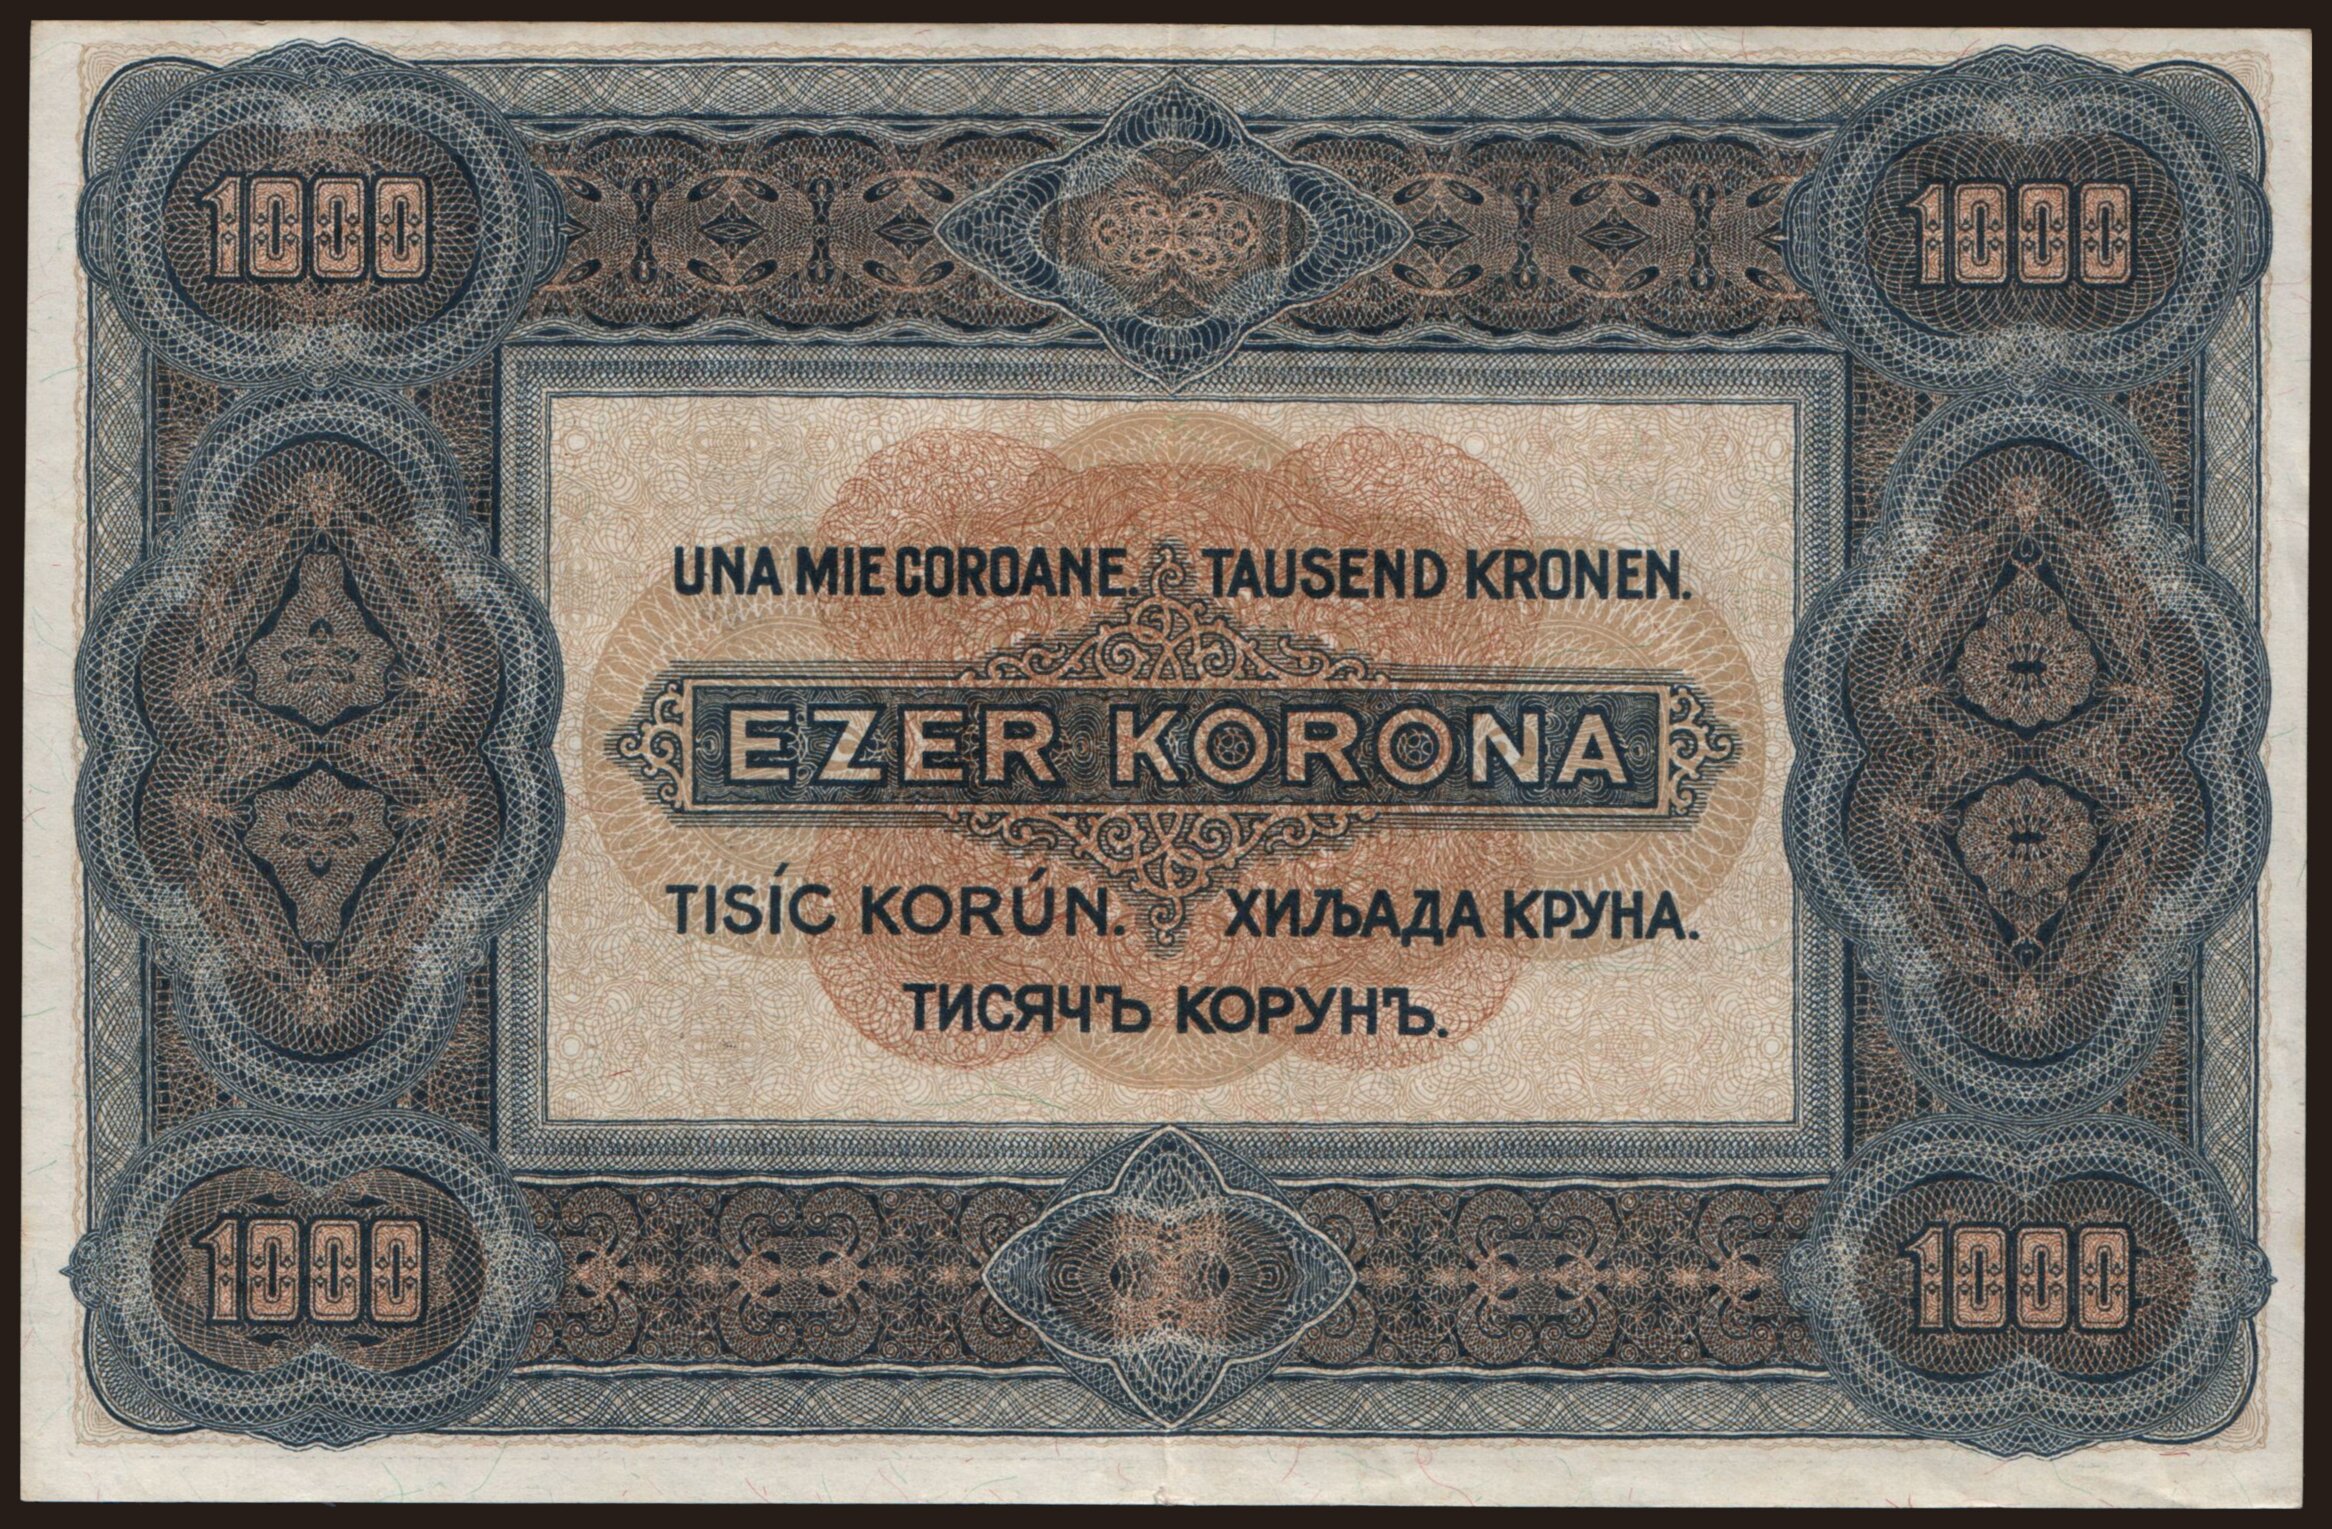 1000 1000
UNA MIE COROANE. TAUSEND KRONEN.
EZER KORONA
TISÍC KORÚN. ХИЉАДА КРУНА.
ТИСЯЧЪ КОРУНЪ.
1000 1000